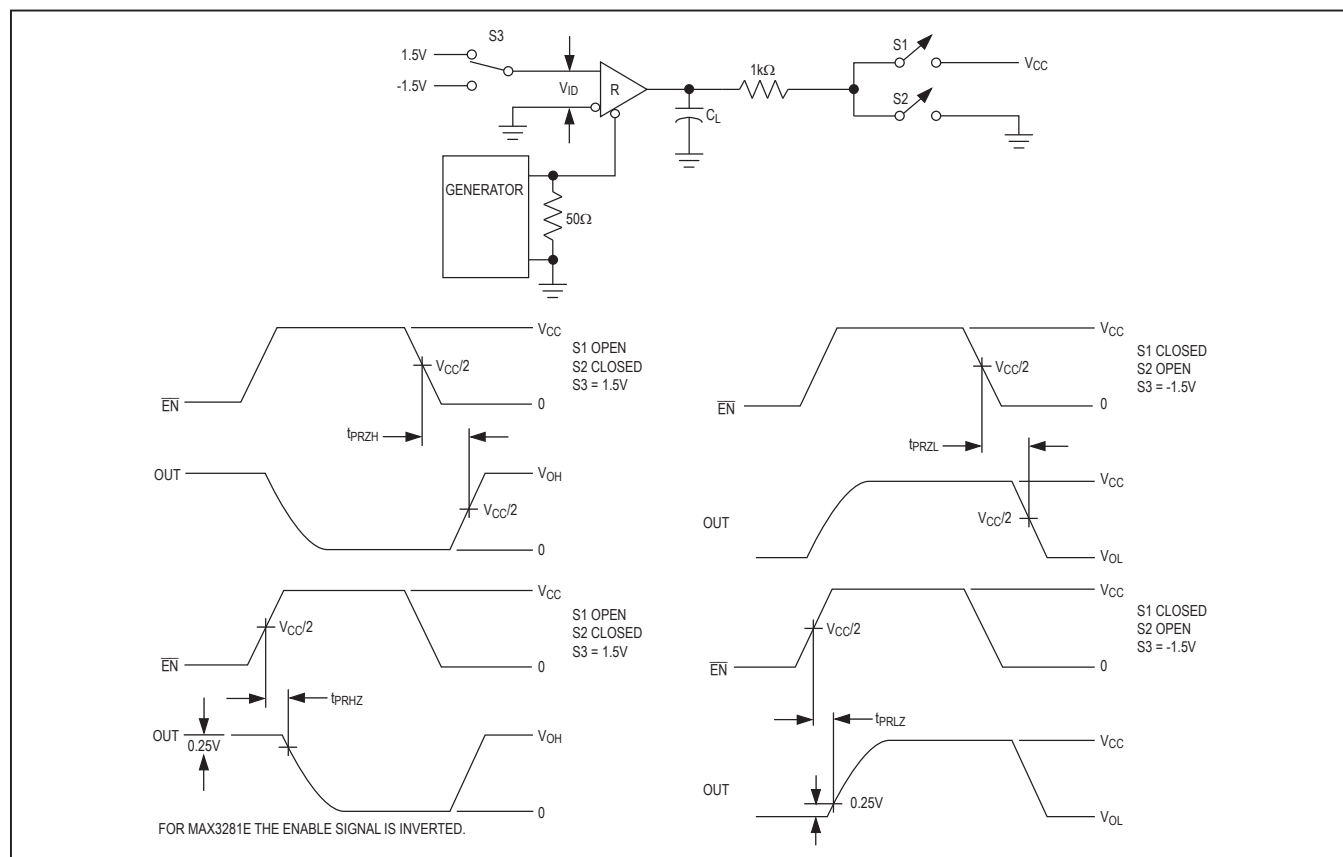 S3
1.5V
-1.5V
VID
R
CL
1kΩ
S1
VCC
S2
GENERATOR
50Ω
VCC
VCC/2
S1 OPEN
S2 CLOSED
S3 = 1.5V
EN
0
tPRZH
OUT
VOH
VCC/2
0
VCC
VCC/2
S1 CLOSED
S2 OPEN
S3 = -1.5V
EN
0
tPRZL
VCC
OUT
VCC/2
VOL
VCC
VCC/2
S1 OPEN
S2 CLOSED
S3 = 1.5V
EN
0
tPRHZ
OUT
0.25V
VOH
0
VCC
VCC/2
S1 CLOSED
S2 OPEN
S3 = -1.5V
EN
0
tPRLZ
VCC
OUT
0.25V
VOL
FOR MAX3281E THE ENABLE SIGNAL IS INVERTED.